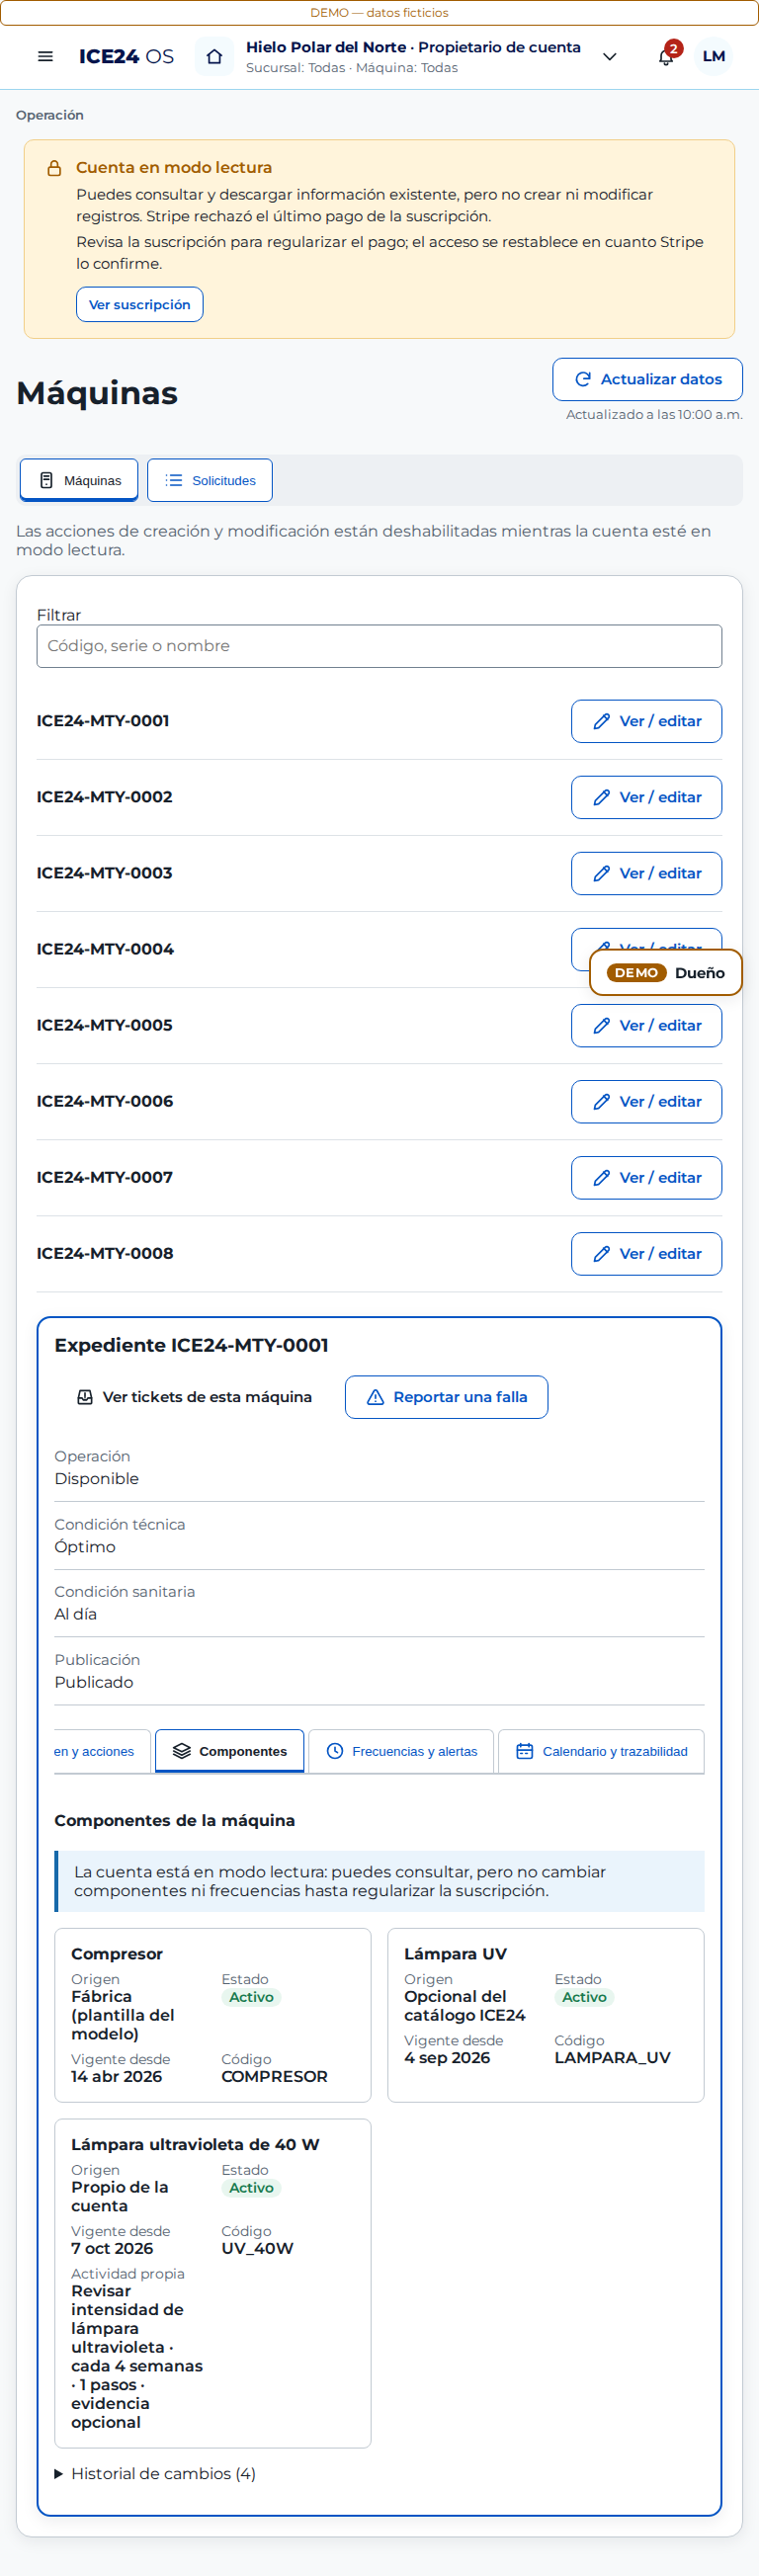 DEMO — datos ficticios
ICE24 OS
Hielo Polar del Norte · Propietario de cuenta
Sucursal: Todas · Máquina: Todas
2
LM
Operación
Cuenta en modo lectura
Puedes consultar y descargar información existente, pero no crear ni modificar
registros. Stripe rechazó el último pago de la suscripción.
Revisa la suscripción para regularizar el pago; el acceso se restablece en cuanto Stripe
lo confirme.
Ver suscripción
Máquinas
Actualizar datos
Actualizado a las 10:00 a.m.
Máquinas
Solicitudes
Las acciones de creación y modificación están deshabilitadas mientras la cuenta esté en
modo lectura.
Filtrar
Código, serie o nombre
ICE24-MTY-0001
Ver / editar
ICE24-MTY-0002
Ver / editar
ICE24-MTY-0003
Ver / editar
ICE24-MTY-0004
Ver / editar
DEMO Dueño
ICE24-MTY-0005
Ver / editar
ICE24-MTY-0006
Ver / editar
ICE24-MTY-0007
Ver / editar
ICE24-MTY-0008
Ver / editar
Expediente ICE24-MTY-0001
Ver tickets de esta máquina
Reportar una falla
Operación
Disponible
Condición técnica
Óptimo
Condición sanitaria
Al día
Publicación
Publicado
en y acciones
Componentes
Frecuencias y alertas
Calendario y trazabilidad
Componentes de la máquina
La cuenta está en modo lectura: puedes consultar, pero no cambiar
componentes ni frecuencias hasta regularizar la suscripción.
Compresor
Origen
Fábrica
(plantilla del
modelo)
Estado
Activo
Vigente desde
14 abr 2026
Código
COMPRESOR
Lámpara UV
Origen
Opcional del
catálogo ICE24
Estado
Activo
Vigente desde
4 sep 2026
Código
LAMPARA_UV
Lámpara ultravioleta de 40 W
Origen
Propio de la
cuenta
Estado
Activo
Vigente desde
7 oct 2026
Código
UV_40W
Actividad propia
Revisar
intensidad de
lámpara
ultravioleta ·
cada 4 semanas
· 1 pasos ·
evidencia
opcional
Historial de cambios (4)